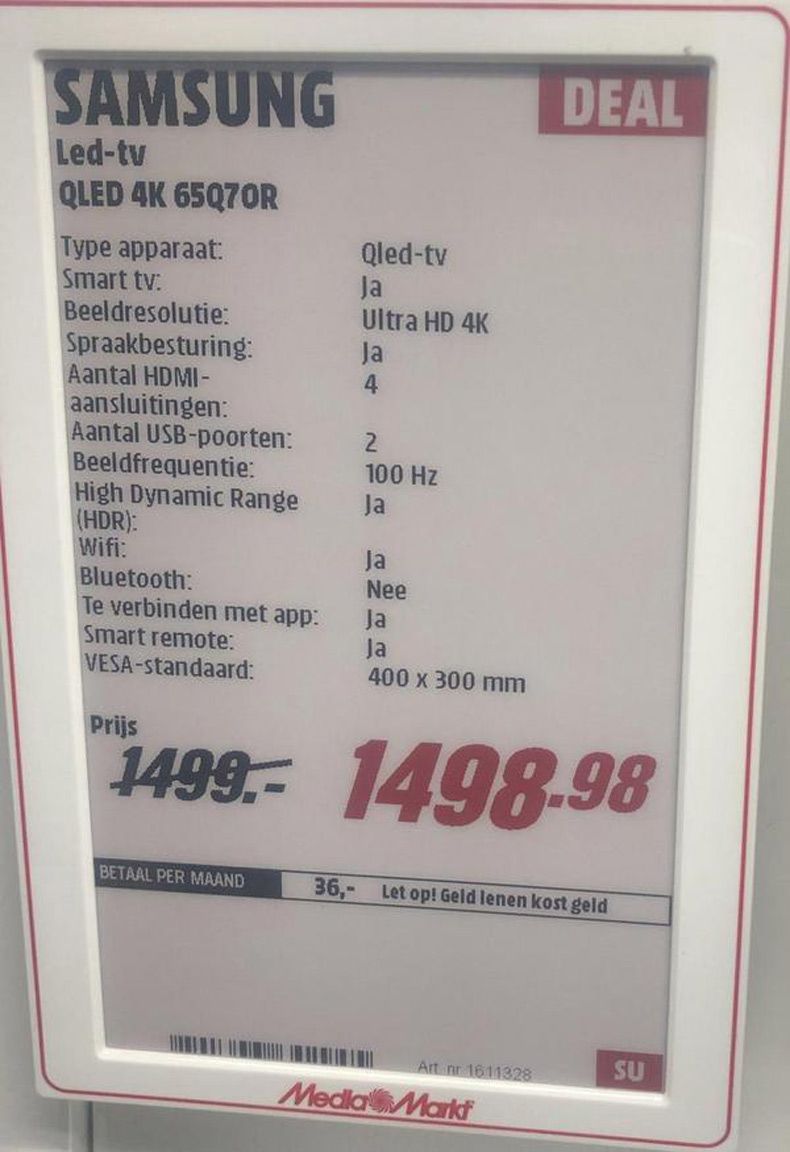 SAMSUNG DEAL
Led-tv
QLED 4K 65Q70R
Type apparaat: Qled-tv
Smart tv: Ja
Beeldresolutie: Ultra HD 4K
Spraakbesturing: Ja
Aantal HDMI- 4
aansluitingen:
Aantal USB-poorten: 2
Beeldfrequentie: 100 Hz
High Dynamic Range Ja
(HDR):
Wifi: Ja
Bluetooth: Nee
Te verbinden met app: Ja
Smart remote: Ja
VESA-standaard: 400 x 300 mm
Prijs
1499.- 1498.98
BETAAL PER MAAND 36,- Let op! Geld lenen kost geld
Art nr 1611328 SU
MediaMarkt